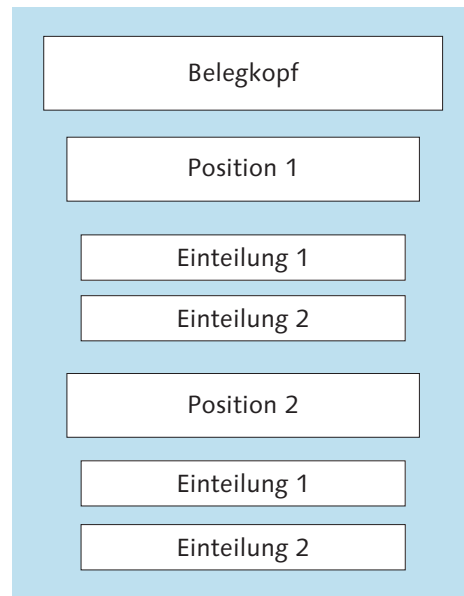 Belegkopf
Position 1
Einteilung 1
Einteilung 2
Position 2
Einteilung 1
Einteilung 2